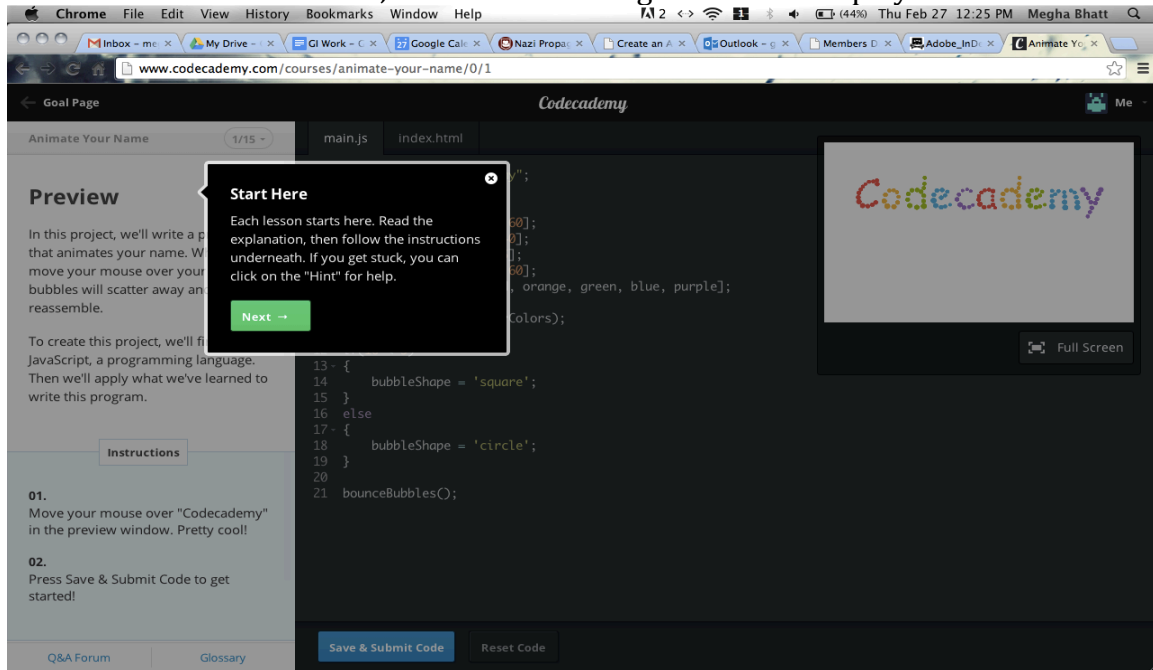 Chrome File Edit View History Bookmarks Window Help 2 (44%) Thu Feb 27 12:25 PM Megha Bhatt
Inbox – me My Drive – GI Work – C Google Cale Nazi Propag Create an A Outlook – g Members D Adobe_InD Animate Yo
www.codecademy.com/courses/animate-your-name/0/1
Goal Page Codecademy Me
Animate Your Name 1/15 main.js index.html
Preview
In this project, we'll write a p
that animates your name. W
move your mouse over your
bubbles will scatter away an
reassemble.
To create this project, we'll fi
JavaScript, a programming language.
Then we'll apply what we've learned to
write this program.
Instructions
01.
Move your mouse over "Codecademy"
in the preview window. Pretty cool!
02.
Press Save & Submit Code to get
started!
Q&A Forum Glossary
Start Here
Each lesson starts here. Read the
explanation, then follow the instructions
underneath. If you get stuck, you can
click on the "Hint" for help.
Next →
y";
60];
0];
];
60];
, orange, green, blue, purple];
Colors);
13 {
14 bubbleShape = 'square';
15 }
16 else
17 {
18 bubbleShape = 'circle';
19 }
20
21 bounceBubbles();
Save & Submit Code Reset Code
Codecademy
Full Screen